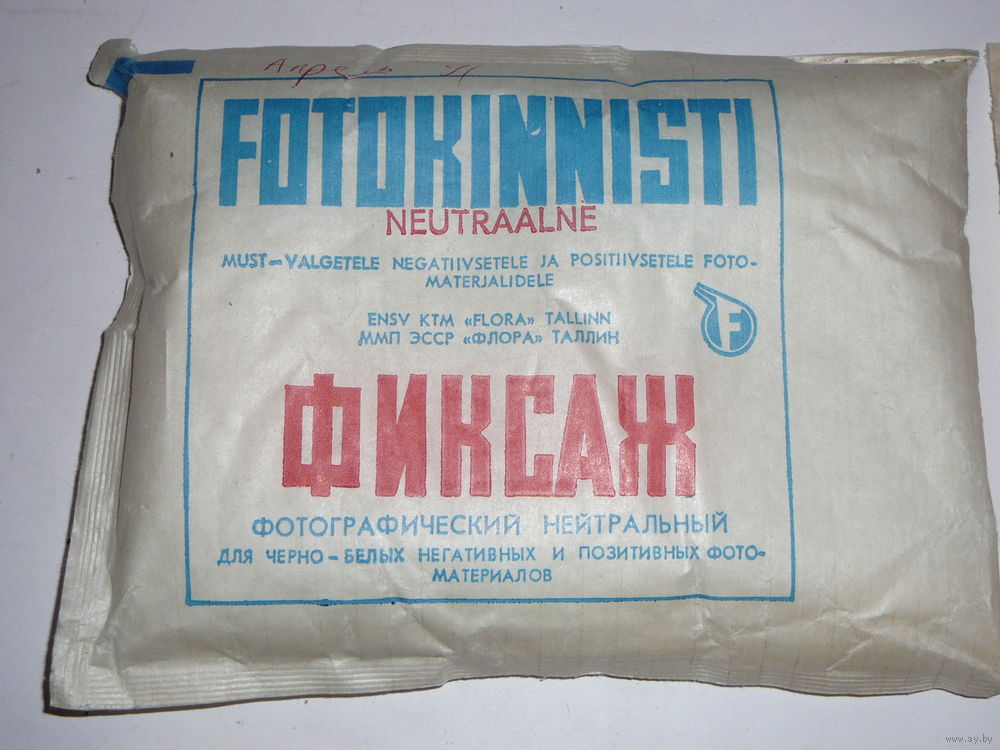 Апрель
FOTOKINNISTI
NEUTRAALNE
MUST-VALGETELE NEGATIIVSETELE JA POSITIIVSETELE FOTO-
MATERJALIDELE
ENSV KTM «FLORA» TALLINN
ММП ЭССР «ФЛОРА» ТАЛЛИН
F
ФИКСАЖ
ФОТОГРАФИЧЕСКИЙ НЕЙТРАЛЬНЫЙ
ДЛЯ ЧЕРНО-БЕЛЫХ НЕГАТИВНЫХ И ПОЗИТИВНЫХ ФОТО-
МАТЕРИАЛОВ
www.ay.by